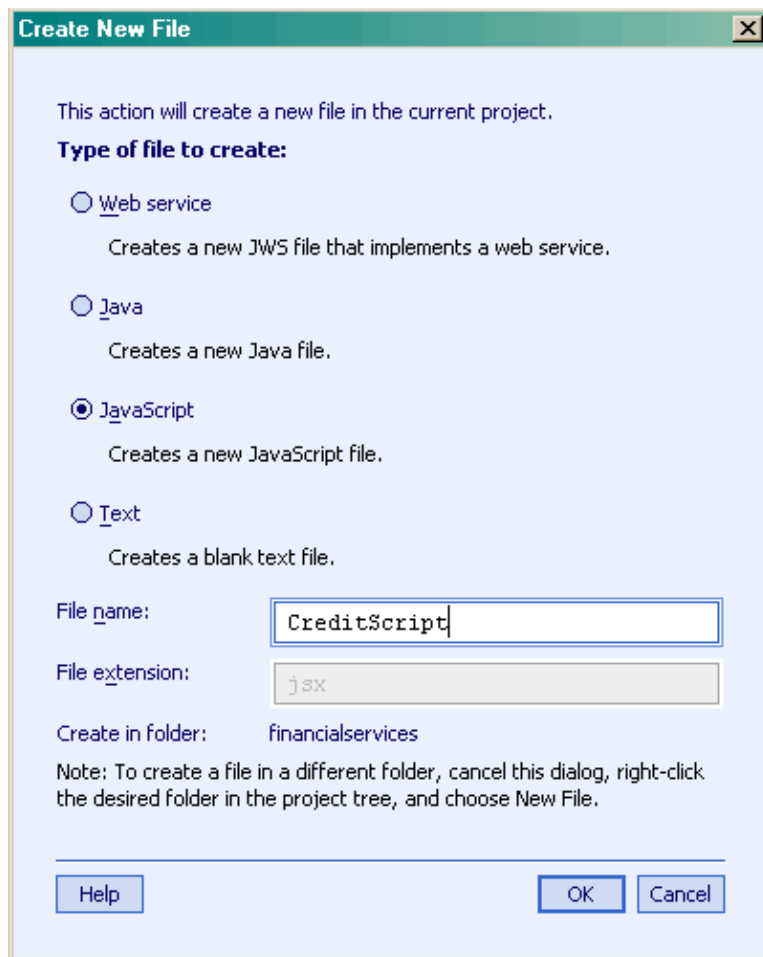 Create New File
This action will create a new file in the current project.
Type of file to create:
Web service
Creates a new JWS file that implements a web service.
Java
Creates a new Java file.
JavaScript
Creates a new JavaScript file.
Text
Creates a blank text file.
File name: CreditScript
File extension: jsx
Create in folder: financialservices
Note: To create a file in a different folder, cancel this dialog, right-click
the desired folder in the project tree, and choose New File.
Help OK Cancel